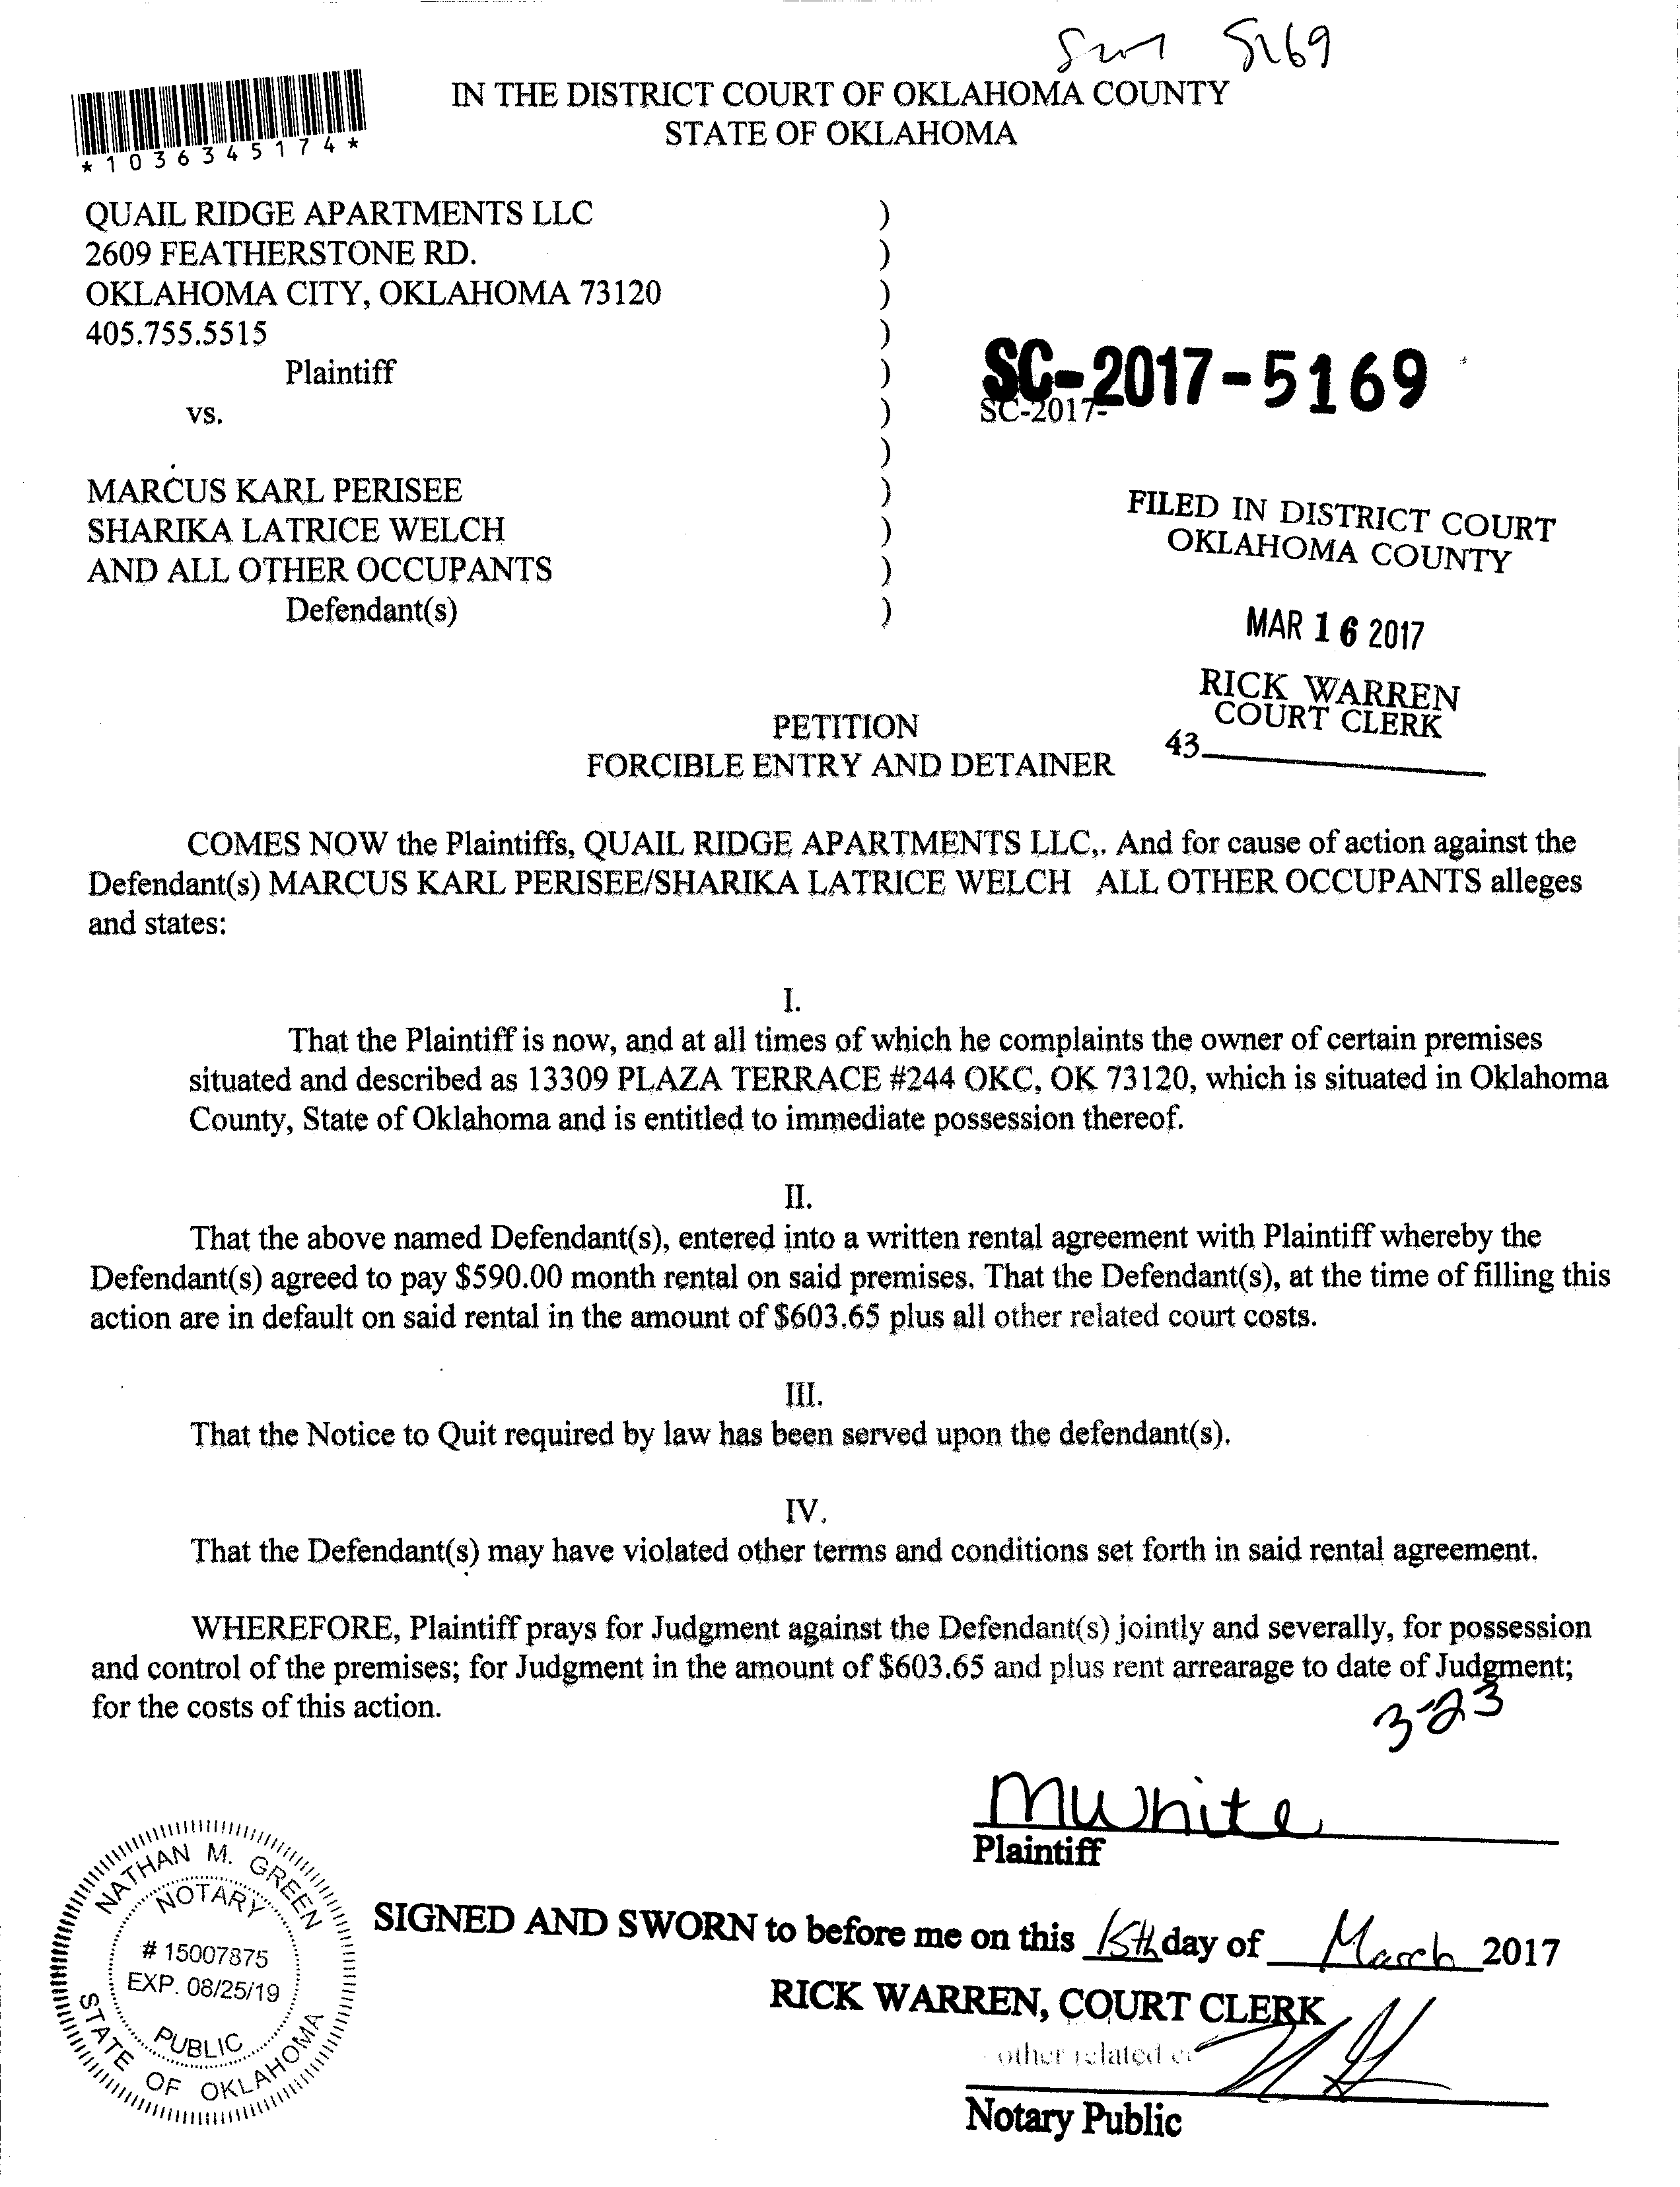 5169
IN THE DISTRICT COURT OF OKLAHOMA COUNTY
STATE OF OKLAHOMA
*1036345174*
QUAIL RIDGE APARTMENTS LLC )
2609 FEATHERSTONE RD. )
OKLAHOMA CITY, OKLAHOMA 73120 )
405.755.5515 )
Plaintiff )
vs. )
)
MARCUS KARL PERISEE )
SHARIKA LATRICE WELCH )
AND ALL OTHER OCCUPANTS )
Defendant(s) )
SC-2017-5169
SC-2017-
FILED IN DISTRICT COURT
OKLAHOMA COUNTY
MAR 16 2017
RICK WARREN
COURT CLERK
43
PETITION
FORCIBLE ENTRY AND DETAINER
COMES NOW the Plaintiffs, QUAIL RIDGE APARTMENTS LLC,. And for cause of action against the
Defendant(s) MARCUS KARL PERISEE/SHARIKA LATRICE WELCH ALL OTHER OCCUPANTS alleges
and states:
I.
That the Plaintiff is now, and at all times of which he complaints the owner of certain premises
situated and described as 13309 PLAZA TERRACE #244 OKC, OK 73120, which is situated in Oklahoma
County, State of Oklahoma and is entitled to immediate possession thereof.
II.
That the above named Defendant(s), entered into a written rental agreement with Plaintiff whereby the
Defendant(s) agreed to pay $590.00 month rental on said premises. That the Defendant(s), at the time of filling this
action are in default on said rental in the amount of $603.65 plus all other related court costs.
III.
That the Notice to Quit required by law has been served upon the defendant(s).
IV.
That the Defendant(s) may have violated other terms and conditions set forth in said rental agreement.
WHEREFORE, Plaintiff prays for Judgment against the Defendant(s) jointly and severally, for possession
and control of the premises; for Judgment in the amount of $603.65 and plus rent arrearage to date of Judgment;
for the costs of this action.
3-23
MWhite
Plaintiff
NATHAN M. GREEN
NOTARY
# 15007875
EXP. 08/25/19
PUBLIC
STATE OF OKLAHOMA
SIGNED AND SWORN to before me on this 15th day of March 2017
RICK WARREN, COURT CLERK
other related
Notary Public